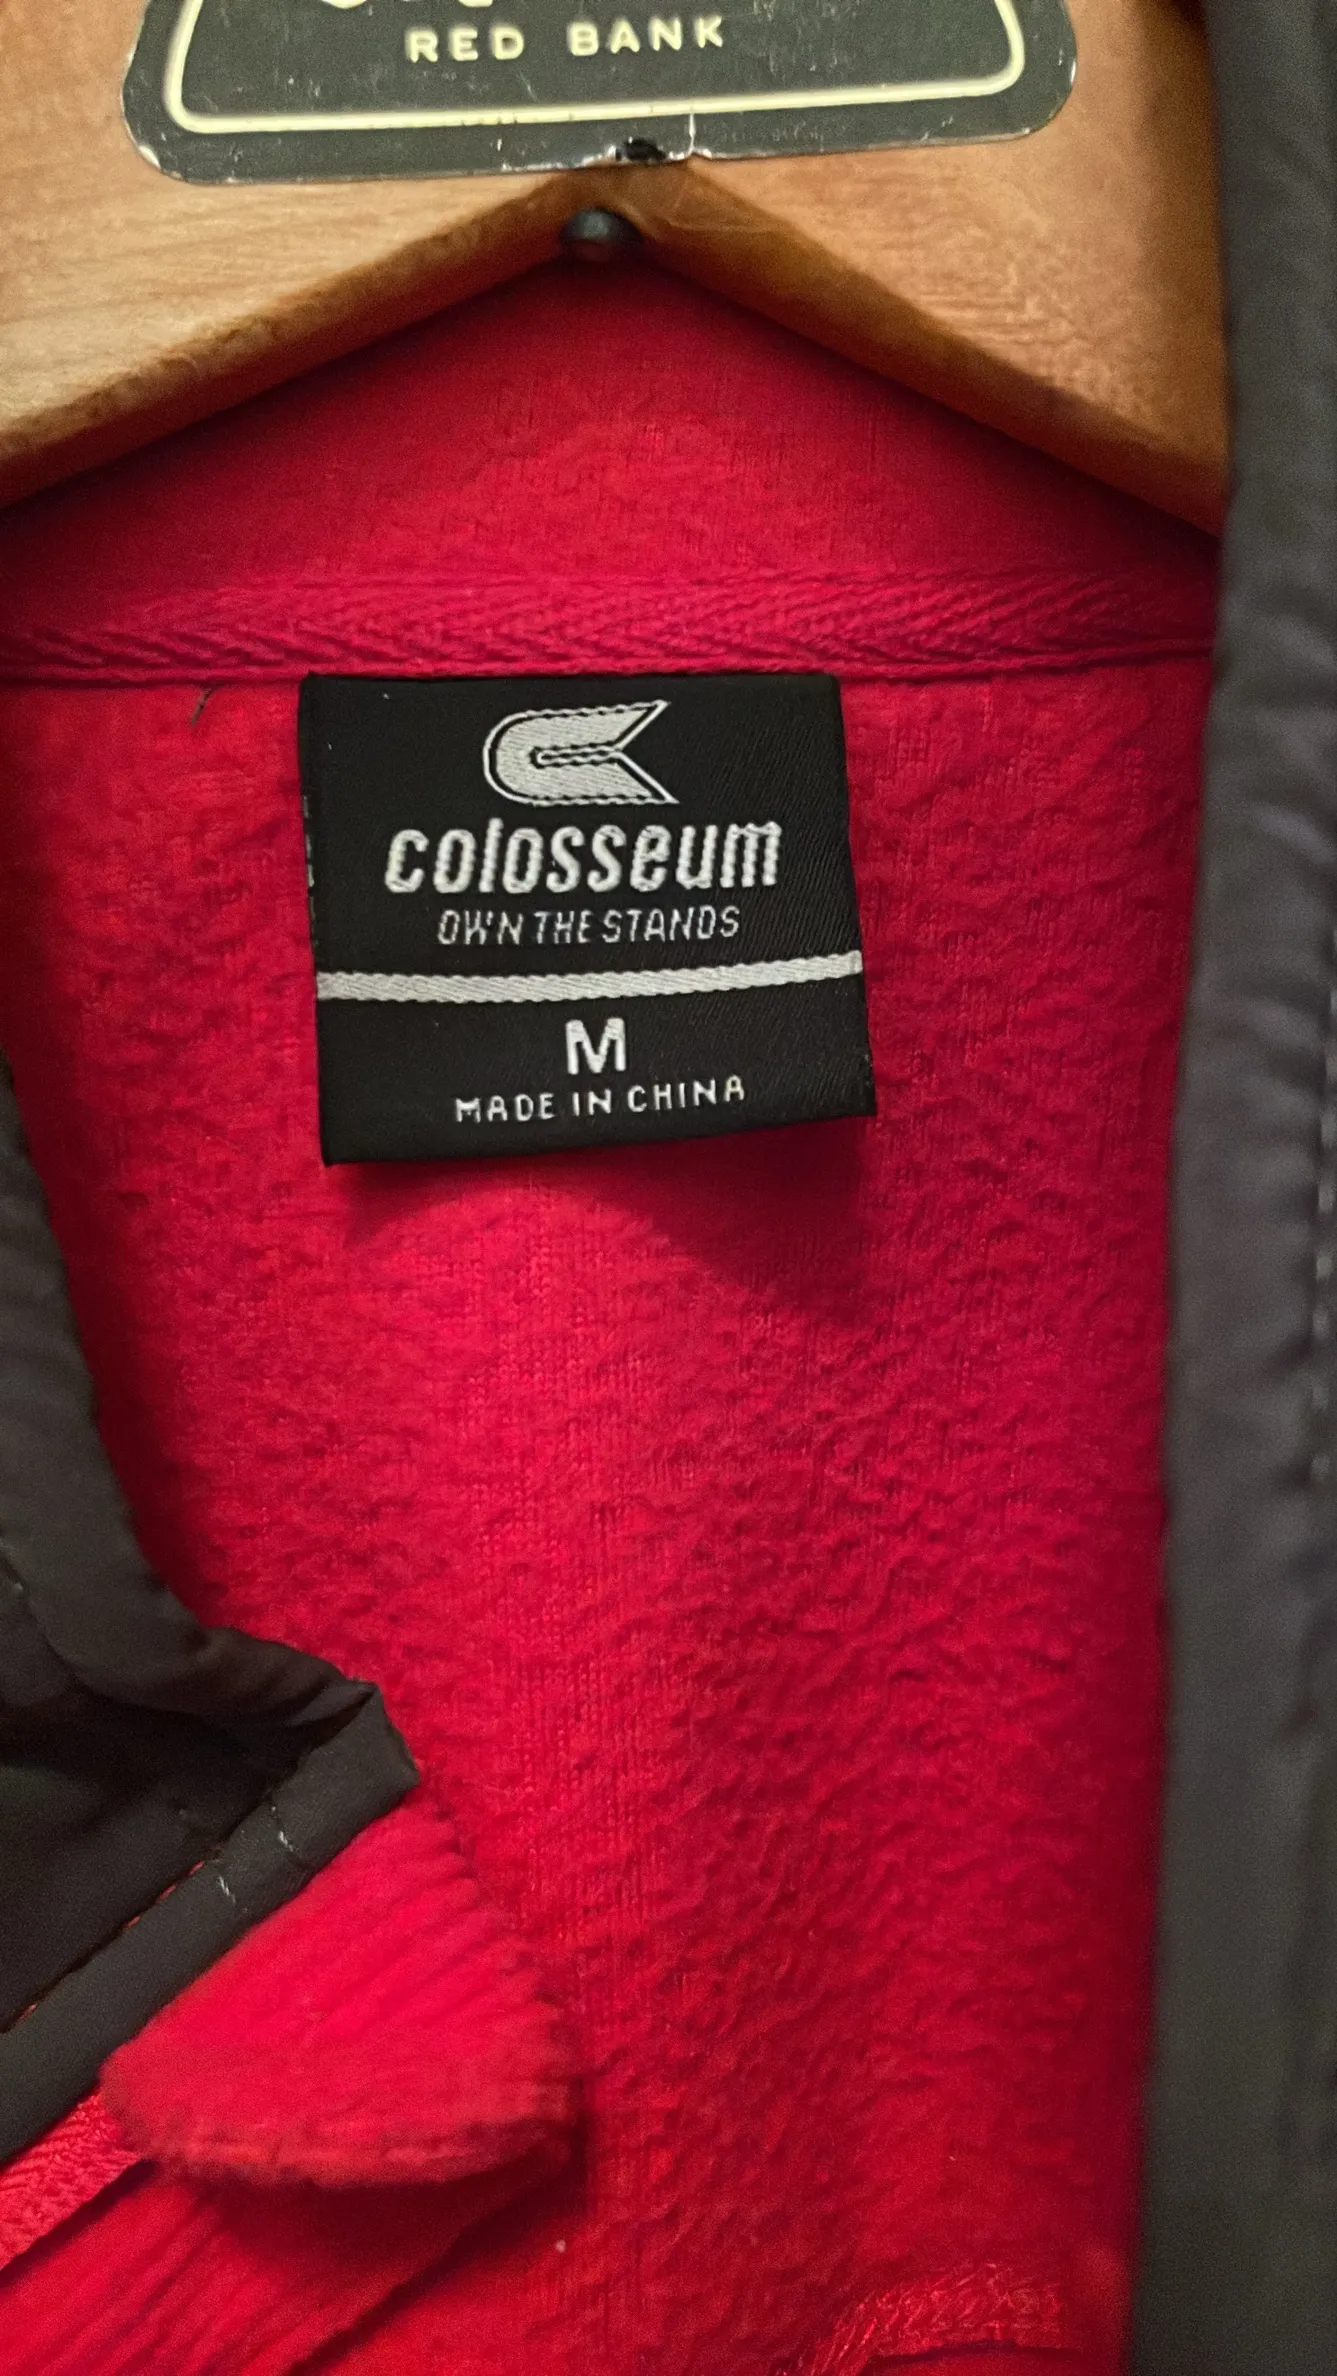 RED BANK
colosseum
OWN THE STANDS
M
MADE IN CHINA